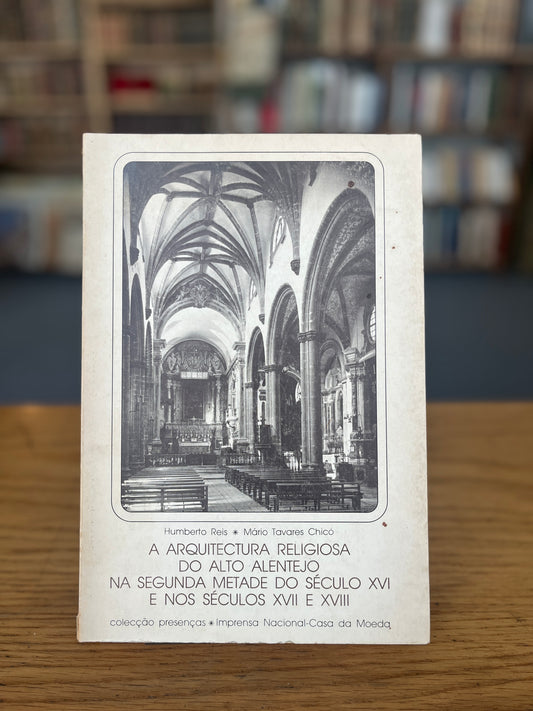 Humberto Reis ✷ Mário Tavares Chicó
A ARQUITECTURA RELIGIOSA
DO ALTO ALENTEJO
NA SEGUNDA METADE DO SÉCULO XVI
E NOS SÉCULOS XVII E XVIII
colecção presenças ✷ Imprensa Nacional-Casa da Moeda